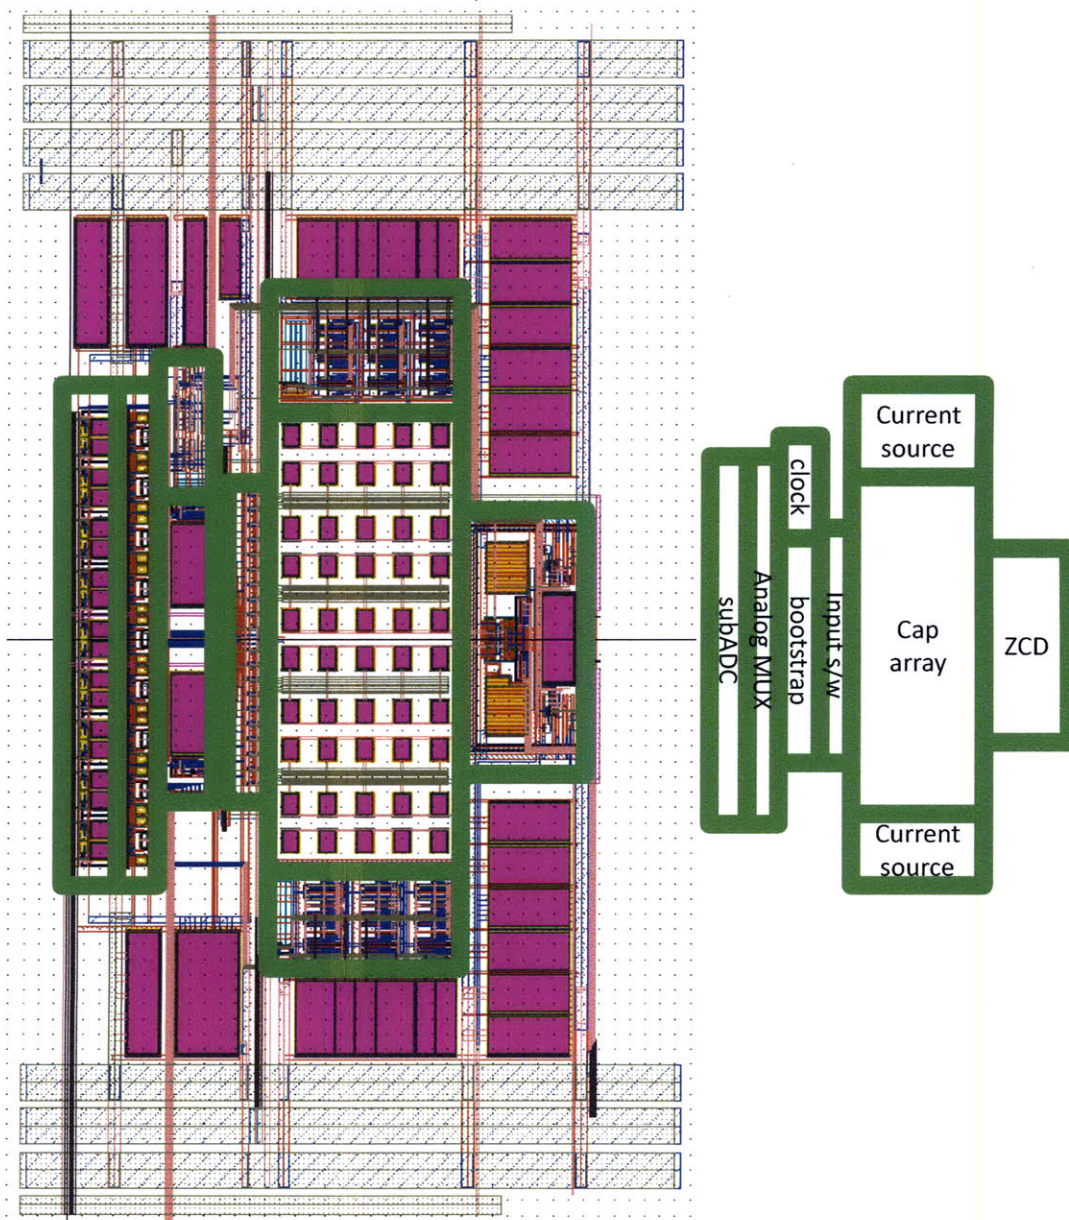 Current
source
clock
subADC
Analog MUX
bootstrap
Input s/w
Cap
array
ZCD
Current
source